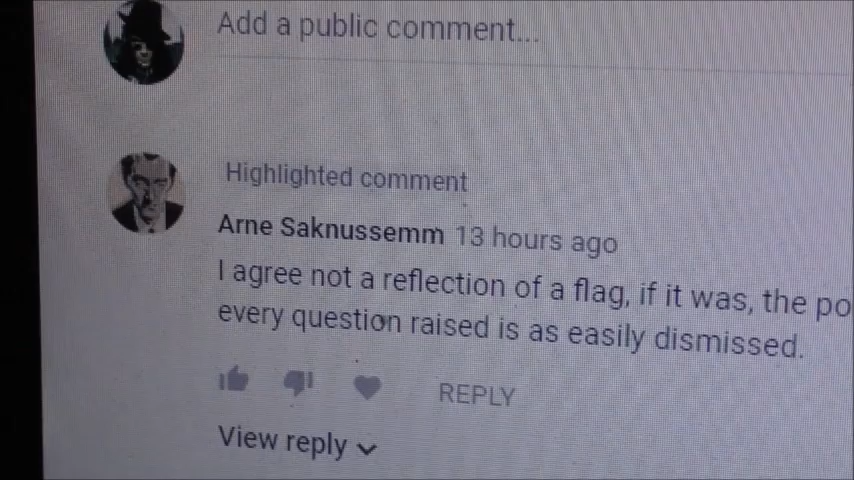 Add a public comment...
Highlighted comment
Arne Saknussemm 13 hours ago
I agree not a reflection of a flag, if it was, the
every question raised is as easily dismissed.
REPLY
View reply